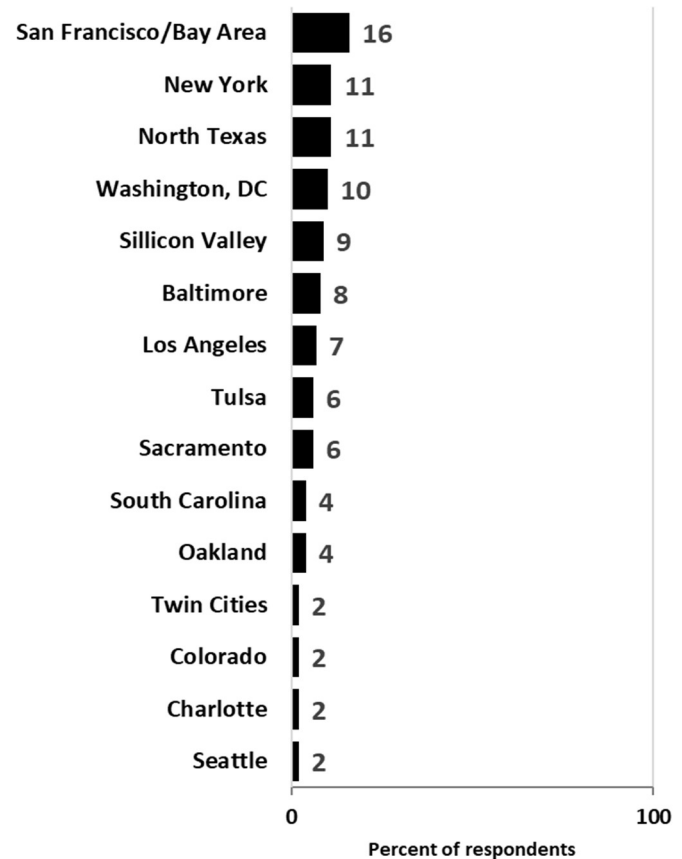 San Francisco/Bay Area 16
New York 11
North Texas 11
Washington, DC 10
Sillicon Valley 9
Baltimore 8
Los Angeles 7
Tulsa 6
Sacramento 6
South Carolina 4
Oakland 4
Twin Cities 2
Colorado 2
Charlotte 2
Seattle 2
0 100
Percent of respondents